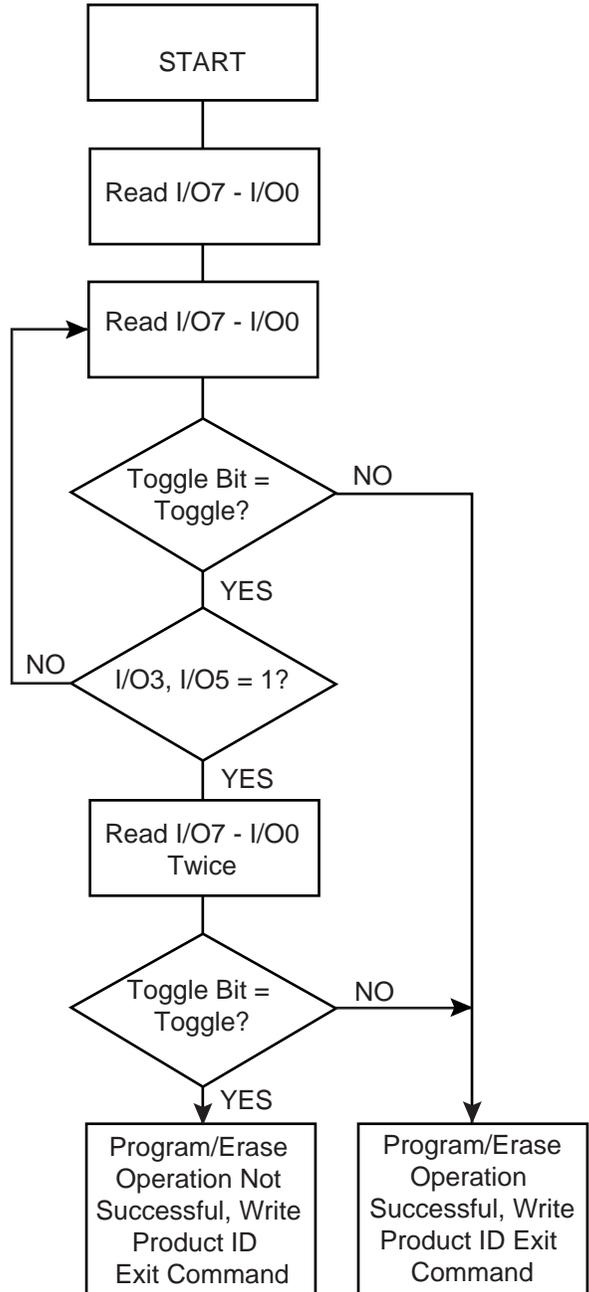 START
Read I/O7 - I/O0
Read I/O7 - I/O0
Toggle Bit =
Toggle?
NO
YES
I/O3, I/O5 = 1?
NO
YES
Read I/O7 - I/O0
Twice
Toggle Bit =
Toggle?
NO
YES
Program/Erase
Operation Not
Successful, Write
Product ID
Exit Command
Program/Erase
Operation
Successful, Write
Product ID Exit
Command